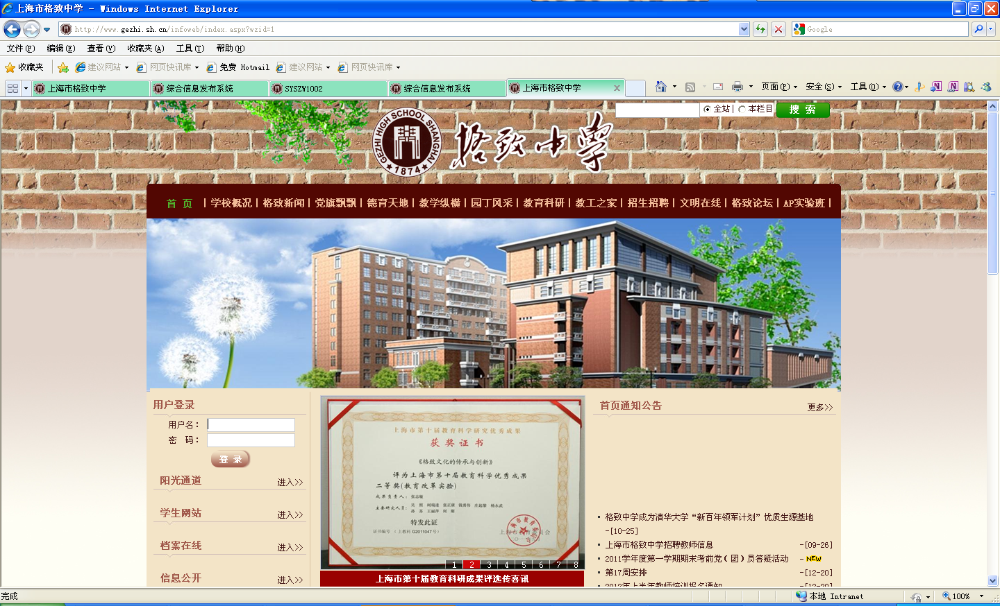 上海市格致中学 - Windows Internet Explorer
http://www.gezhi.sh.cn/infoweb/index.aspx?wzid=1
Google
文件(F) 编辑(E) 查看(V) 收藏夹(A) 工具(T) 帮助(H)
收藏夹 建议网站 网页快讯库 免费 Hotmail 建议网站 网页快讯库
上海市格致中学 综合信息发布系统 SYSZW1002 综合信息发布系统 上海市格致中学
页面(P) 安全(S) 工具(O)
全站 | 本栏目 搜 索
GEZHI HIGH SCHOOL SHANGHAI
1874
格致中学
首 页 | 学校概况 | 格致新闻 | 党旗飘飘 | 德育天地 | 教学纵横 | 园丁风采 | 教育科研 | 教工之家 | 招生招聘 | 文明在线 | 格致论坛 | AP实验班 |
用户登录
用户名：
密 码：
登 录
阳光通道 进入>>
学生网站 进入>>
档案在线 进入>>
信息公开 进入>>
上海市第十届教育科学研究优秀成果
获奖证书
《格致文化的传承与创新》
评为上海市第十届教育科学优秀成果
二等奖(教育改革实验)
成果负责人：张志敏
主要研究人员：
特发此证
证书编号 (上教科G2011047号)
1 2 3 4 5 6 7 8
上海市第十届教育科研成果评选传喜讯
首页通知公告 更多>>
格致中学成为清华大学“新百年领军计划”优质生源基地
-[10-25]
上海市格致中学招聘教师信息 -[09-26]
2011学年度第一学期期末考前党（团）员答疑活动 - NEW
第17周安排 -[12-20]
2012年上半年教师培训报名通知 -[12-20]
完成 本地 Intranet 100%